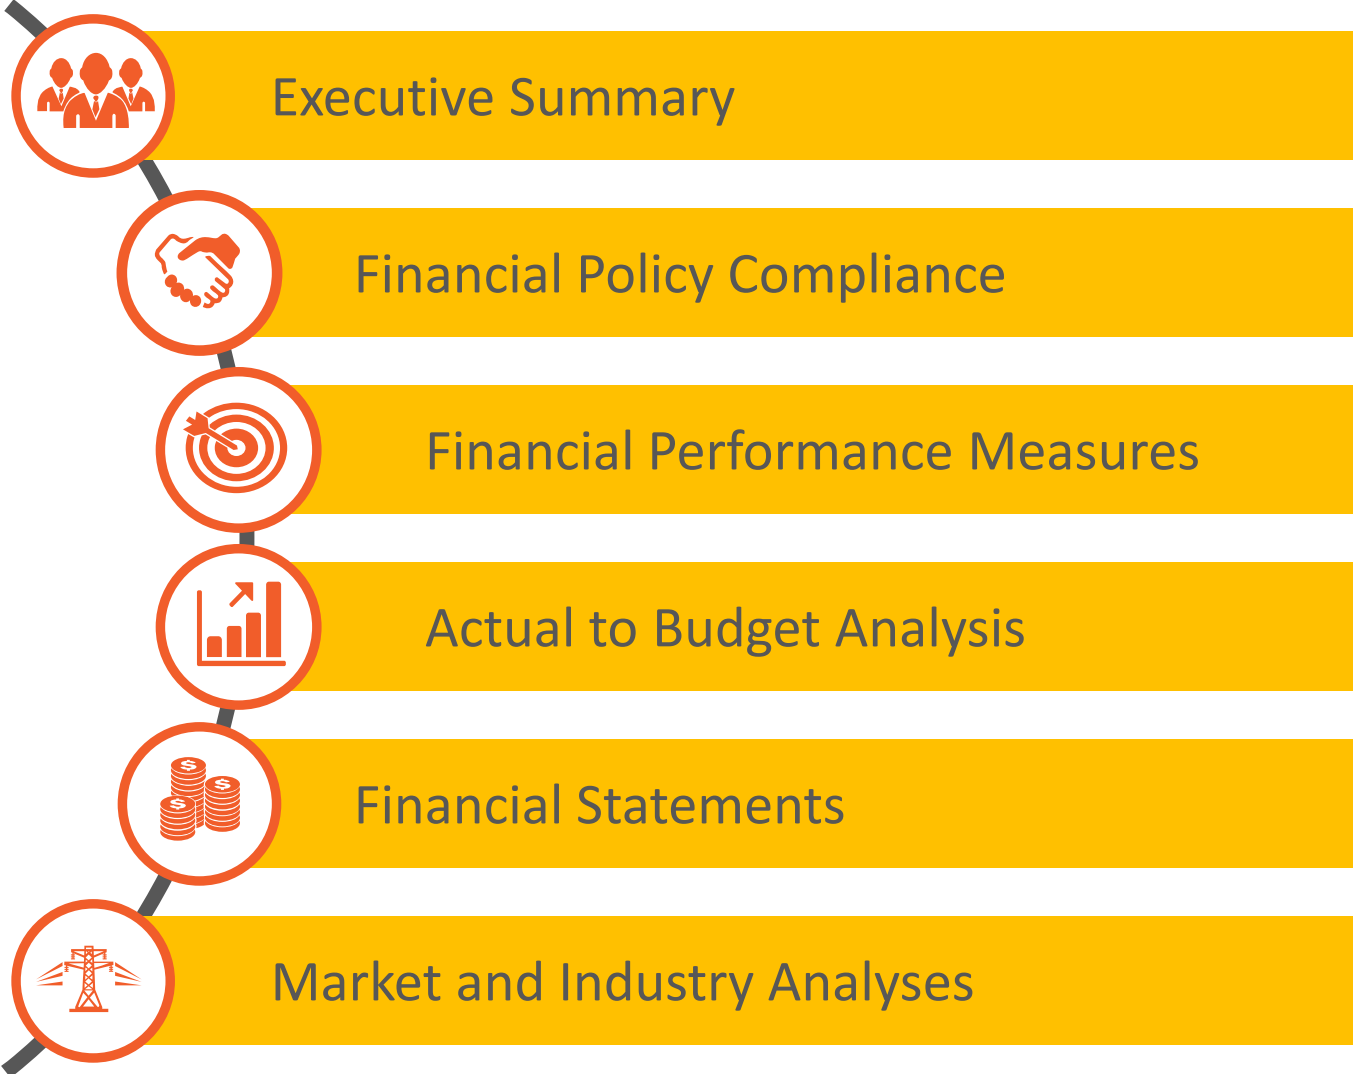 Executive Summary
Financial Policy Compliance
Financial Performance Measures
Actual to Budget Analysis
Financial Statements
Market and Industry Analyses